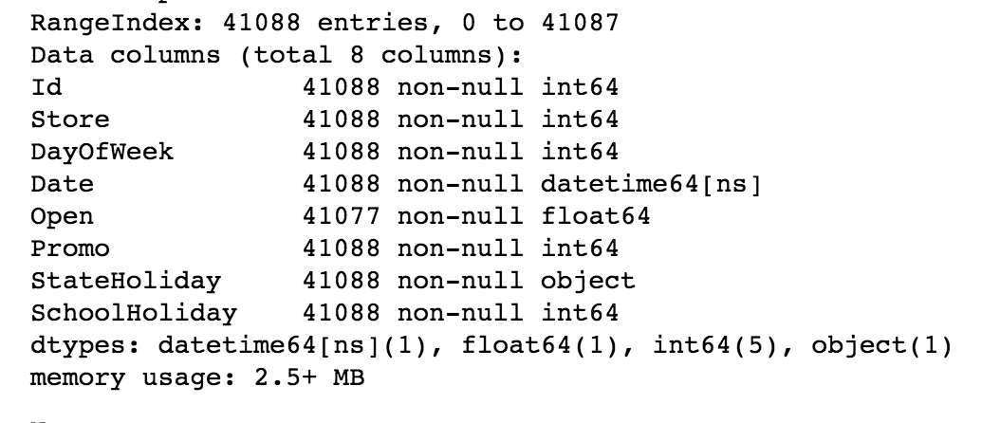 RangeIndex: 41088 entries, 0 to 41087
Data columns (total 8 columns):
Id               41088 non-null int64
Store            41088 non-null int64
DayOfWeek        41088 non-null int64
Date             41088 non-null datetime64[ns]
Open             41077 non-null float64
Promo            41088 non-null int64
StateHoliday     41088 non-null object
SchoolHoliday    41088 non-null int64
dtypes: datetime64[ns](1), float64(1), int64(5), object(1)
memory usage: 2.5+ MB